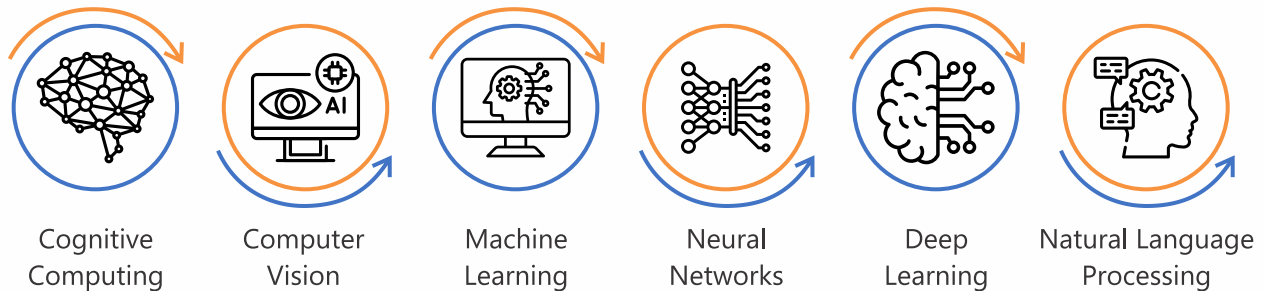 AI
Cognitive
Computing
Computer
Vision
Machine
Learning
Neural
Networks
Deep
Learning
Natural Language
Processing